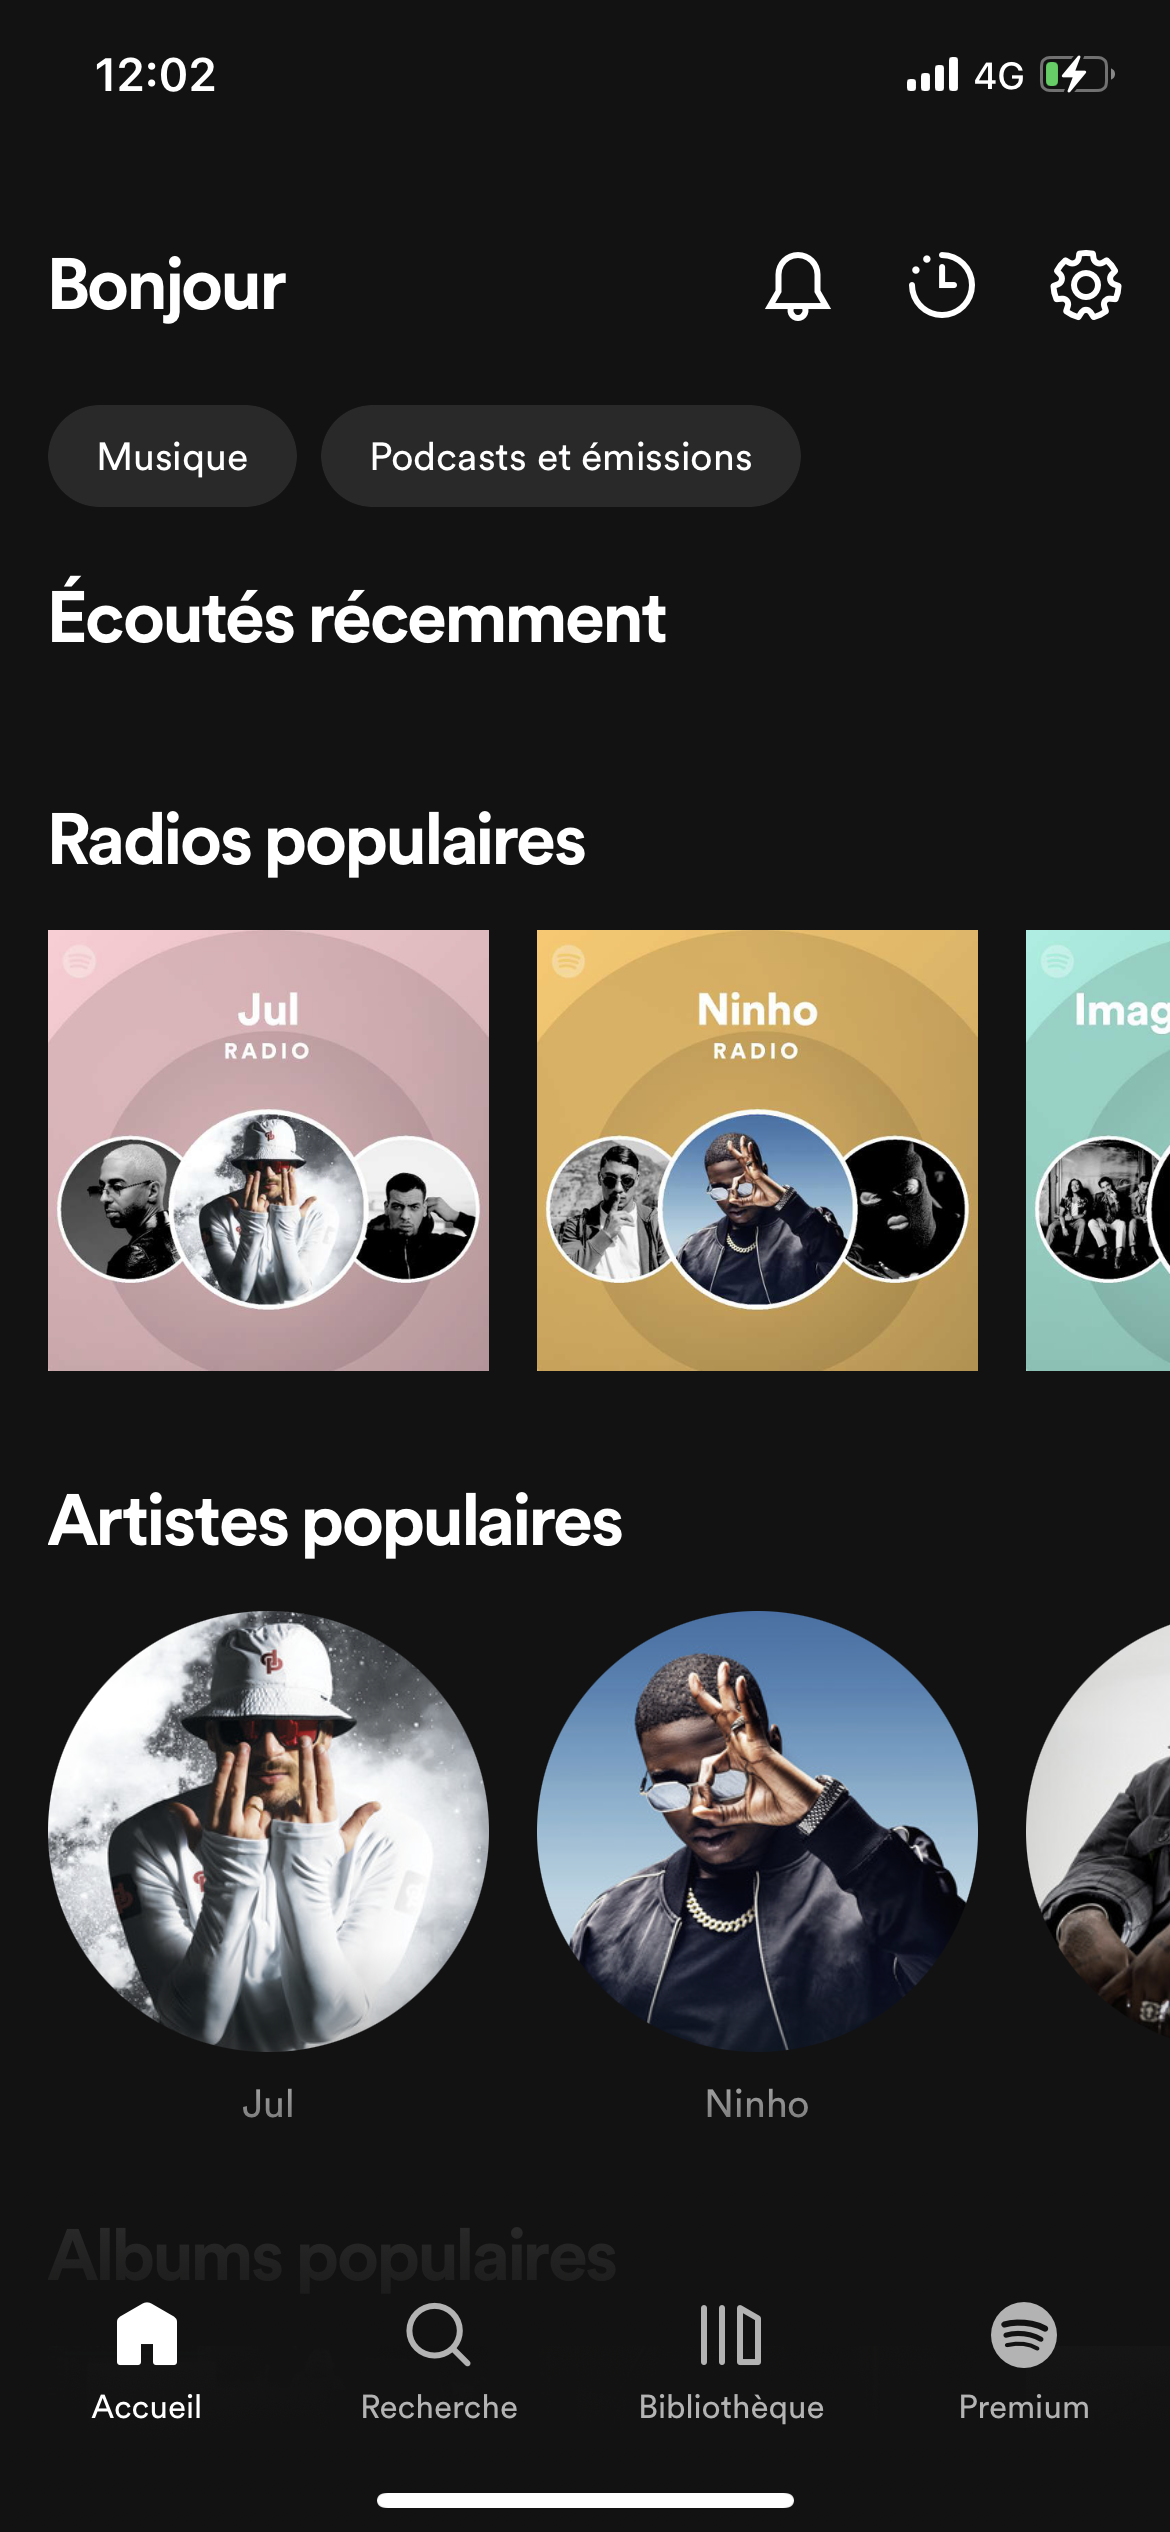 12:02
4G
Bonjour
Musique
Podcasts et émissions
Écoutés récemment
Radios populaires
Jul
RADIO
Ninho
RADIO
Imag
Artistes populaires
Jul
Ninho
Albums populaires
Accueil
Recherche
Bibliothèque
Premium